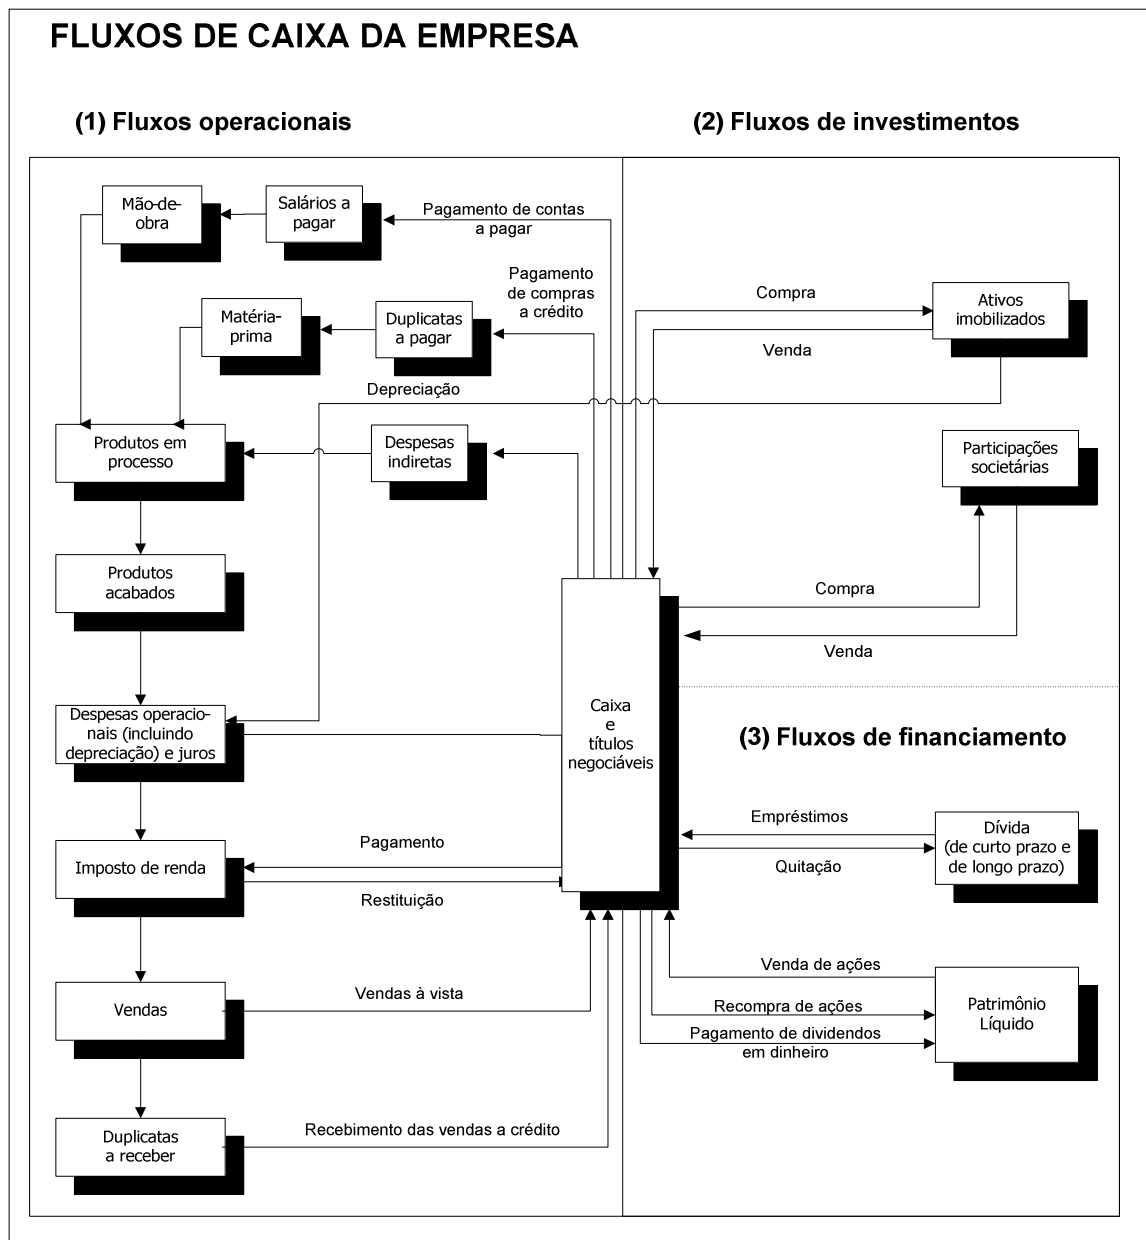 FLUXOS DE CAIXA DA EMPRESA
(1) Fluxos operacionais
(2) Fluxos de investimentos
Mão-de-
obra
Salários a
pagar
Pagamento de contas
a pagar
Pagamento
de compras
a crédito
Matéria-
prima
Duplicatas
a pagar
Compra
Ativos
imobilizados
Venda
Depreciação
Produtos em
processo
Despesas
indiretas
Participações
societárias
Produtos
acabados
Compra
Venda
Despesas operacio-
nais (incluindo
depreciação) e juros
Caixa
e
títulos
negociáveis
(3) Fluxos de financiamento
Empréstimos
Dívida
(de curto prazo e
de longo prazo)
Quitação
Imposto de renda
Pagamento
Restituição
Venda de ações
Recompra de ações
Pagamento de dividendos
em dinheiro
Patrimônio
Líquido
Vendas
Vendas à vista
Duplicatas
a receber
Recebimento das vendas a crédito